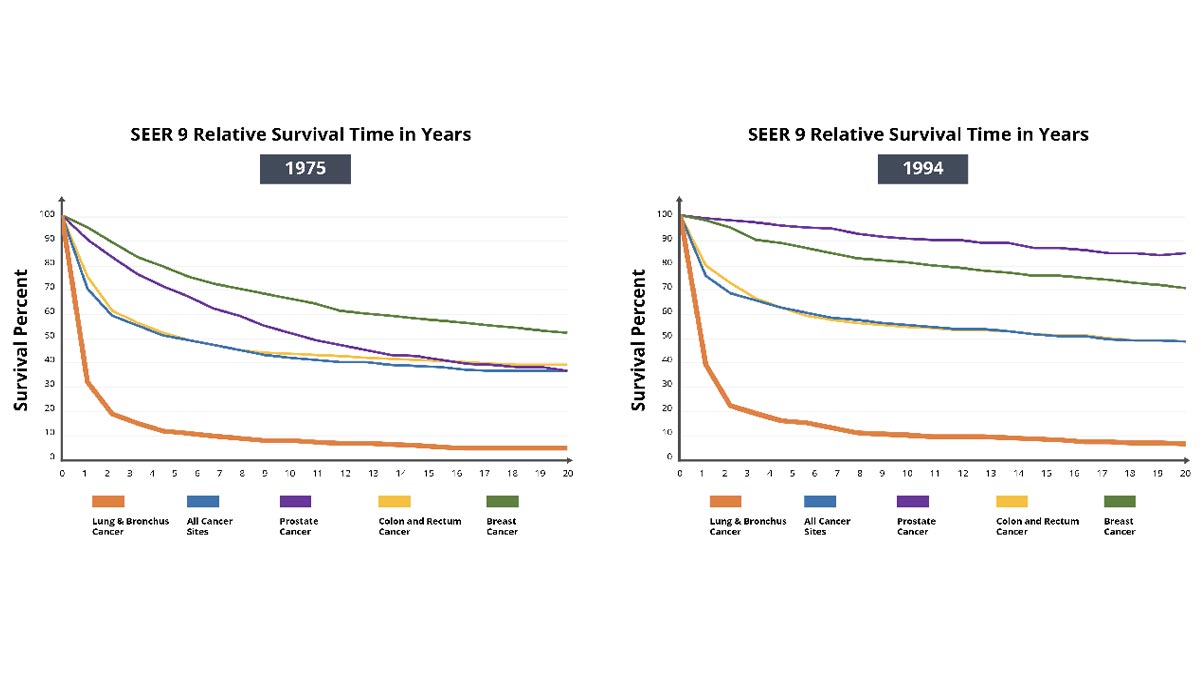 SEER 9 Relative Survival Time in Years
1975
Survival Percent
100
90
80
70
60
50
40
30
20
10
0
0 1 2 3 4 5 6 7 8 9 10 11 12 13 14 15 16 17 18 19 20
Lung & Bronchus All Cancer Prostate Colon and Rectum Breast
Cancer Sites Cancer Cancer Cancer
SEER 9 Relative Survival Time in Years
1994
Survival Percent
100
90
80
70
60
50
40
30
20
10
0
0 1 2 3 4 5 6 7 8 9 10 11 12 13 14 15 16 17 18 19 20
Lung & Bronchus All Cancer Prostate Colon and Rectum Breast
Cancer Sites Cancer Cancer Cancer